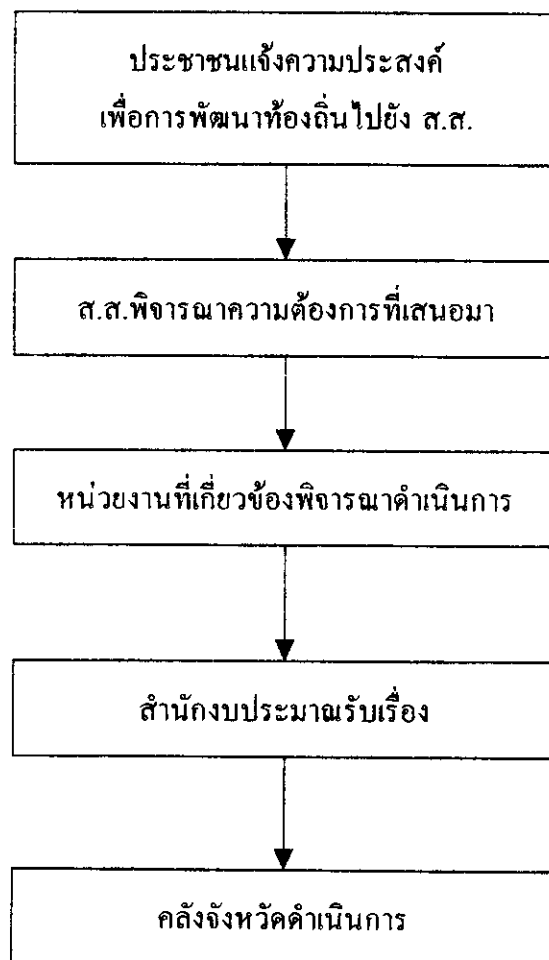 ประชาชนแจ้งความประสงค์
เพื่อการพัฒนาท้องถิ่นไปยัง ส.ส.
ส.ส.พิจารณาความต้องการที่เสนอมา
หน่วยงานที่เกี่ยวข้องพิจารณาดำเนินการ
สำนักงบประมาณรับเรื่อง
คลังจังหวัดดำเนินการ